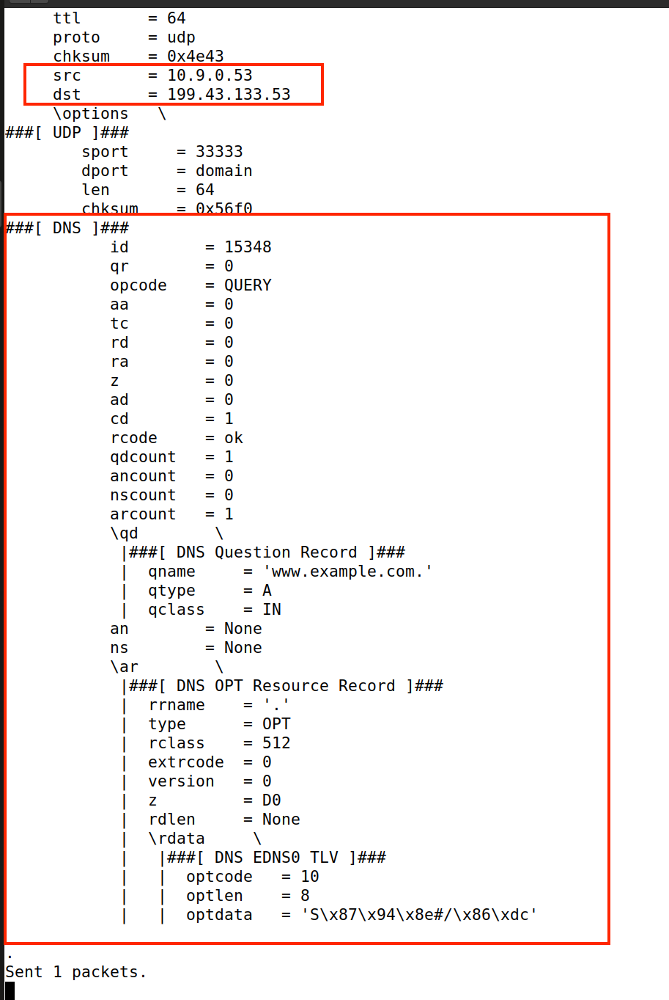 ttl       = 64
proto     = udp
chksum    = 0x4e43
src       = 10.9.0.53
dst       = 199.43.133.53
\options   \
###[ UDP ]###
sport     = 33333
dport     = domain
len       = 64
chksum    = 0x56f0
###[ DNS ]###
id        = 15348
qr        = 0
opcode    = QUERY
aa        = 0
tc        = 0
rd        = 0
ra        = 0
z         = 0
ad        = 0
cd        = 1
rcode     = ok
qdcount   = 1
ancount   = 0
nscount   = 0
arcount   = 1
\qd        \
|###[ DNS Question Record ]###
|  qname     = 'www.example.com.'
|  qtype     = A
|  qclass    = IN
an        = None
ns        = None
\ar        \
|###[ DNS OPT Resource Record ]###
|  rrname    = '.'
|  type      = OPT
|  rclass    = 512
|  extrcode  = 0
|  version   = 0
|  z         = D0
|  rdlen     = None
|  \rdata     \
|   |###[ DNS EDNS0 TLV ]###
|   |  optcode   = 10
|   |  optlen    = 8
|   |  optdata   = 'S\x87\x94\x8e#/\x86\xdc'
.
Sent 1 packets.